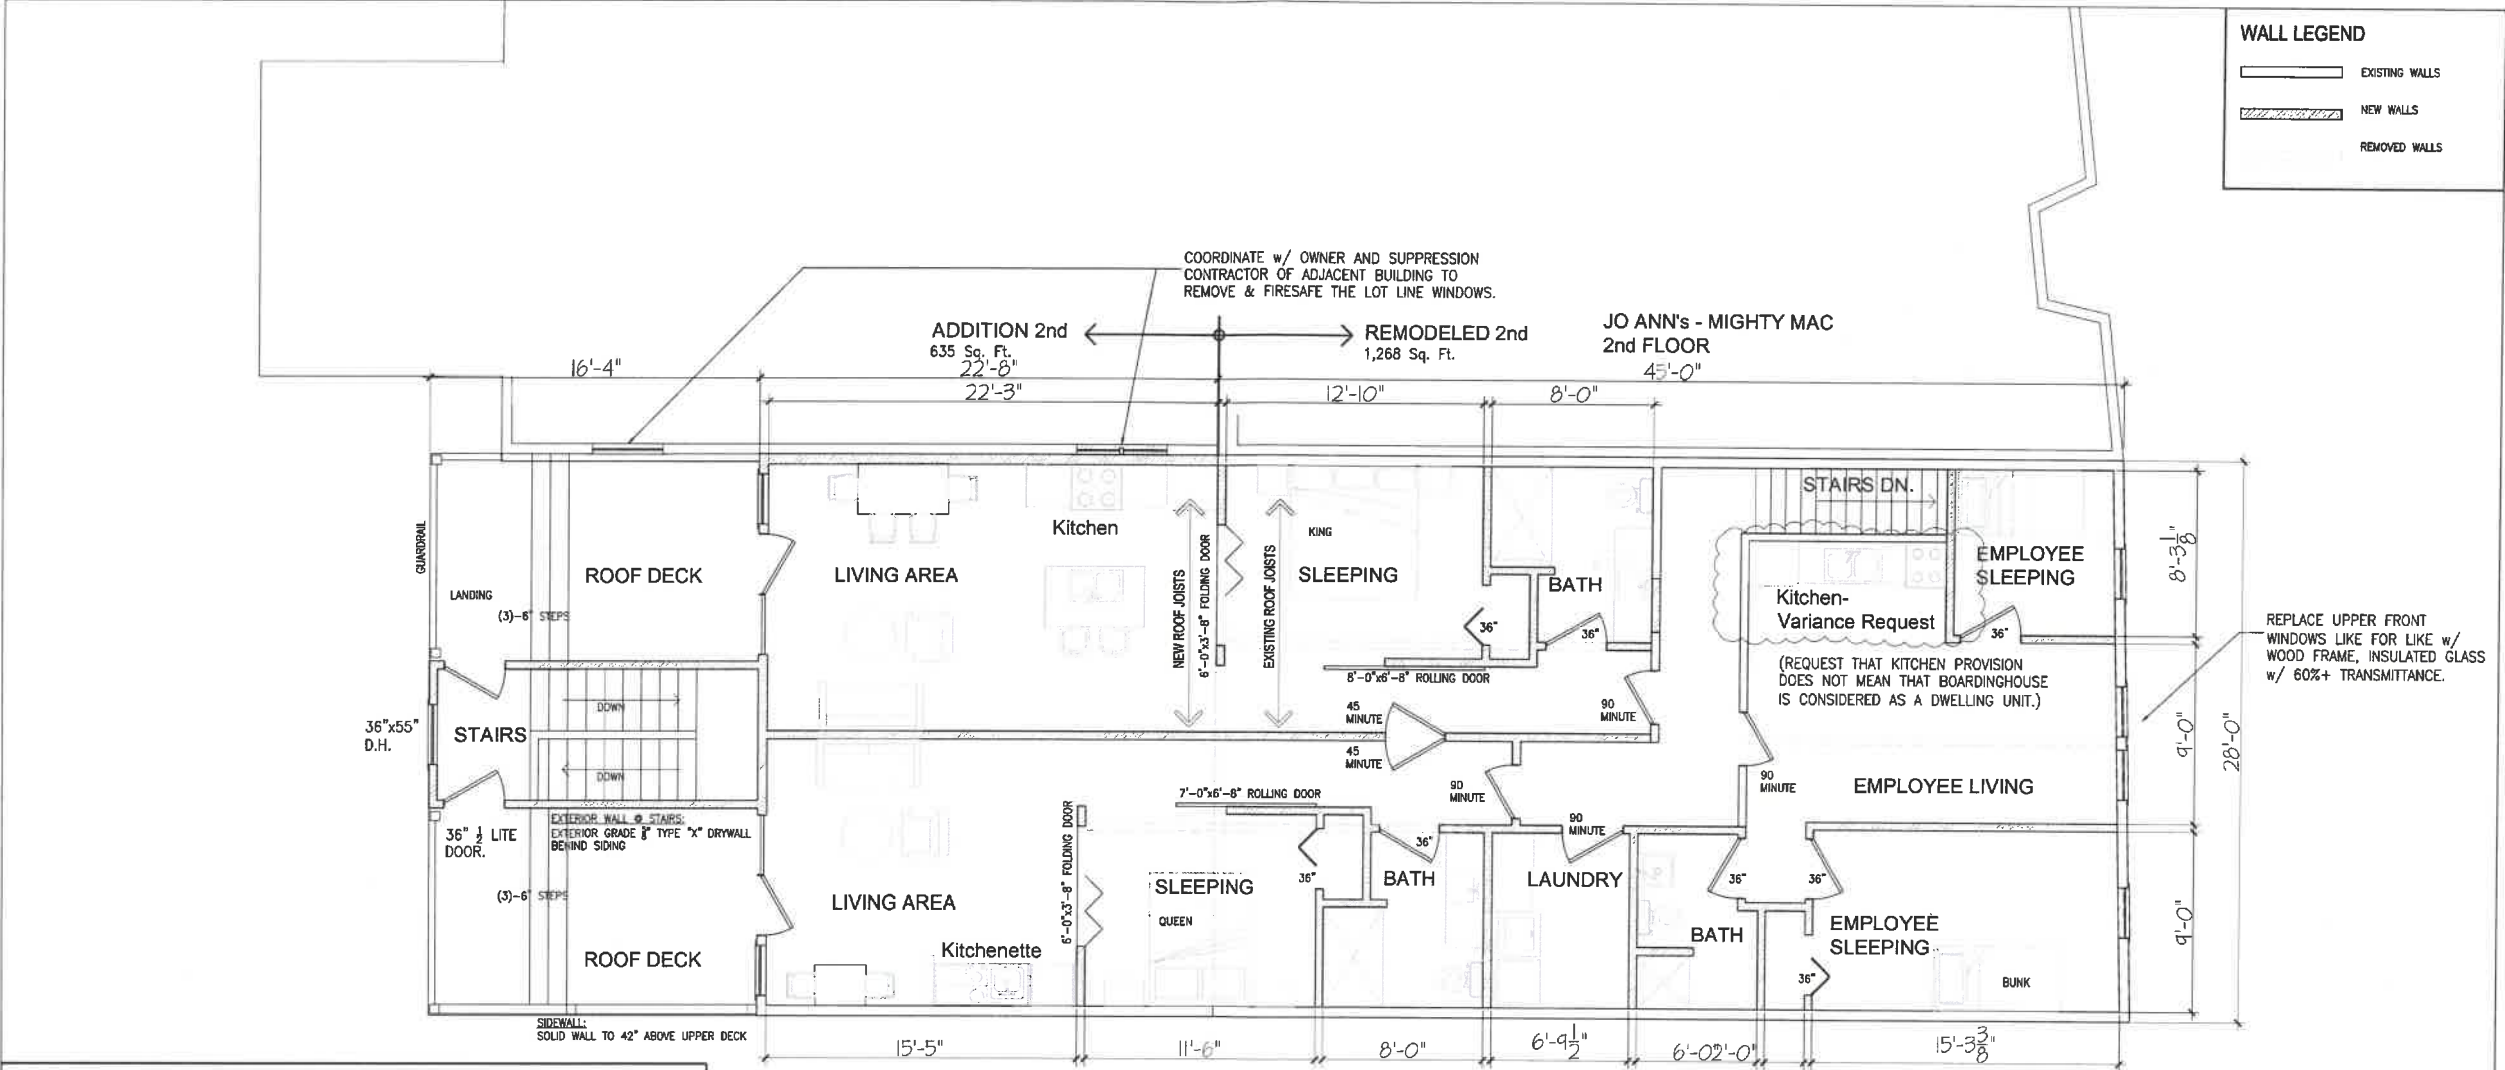 WALL LEGEND
EXISTING WALLS
NEW WALLS
REMOVED WALLS
COORDINATE w/ OWNER AND SUPPRESSION
CONTRACTOR OF ADJACENT BUILDING TO
REMOVE & FIRESAFE THE LOT LINE WINDOWS.
ADDITION 2nd
635 Sq. Ft.
REMODELED 2nd
1,268 Sq. Ft.
JO ANN's - MIGHTY MAC
2nd FLOOR
16'-4"
22'-8"
45'-0"
22'-3"
12'-10"
8'-0"
GUARDRAIL
LANDING
(3)-6" STEPS
ROOF DECK
LIVING AREA
Kitchen
NEW ROOF JOISTS
6'-0"x3'-8" FOLDING DOOR
EXISTING ROOF JOISTS
KING
SLEEPING
36"
BATH
36"
8'-0"x6'-8" ROLLING DOOR
STAIRS DN.
EMPLOYEE
SLEEPING
36"
Kitchen-
Variance Request
(REQUEST THAT KITCHEN PROVISION
DOES NOT MEAN THAT BOARDINGHOUSE
IS CONSIDERED AS A DWELLING UNIT.)
8'-3 1/8"
REPLACE UPPER FRONT
WINDOWS LIKE FOR LIKE w/
WOOD FRAME, INSULATED GLASS
w/ 60%+ TRANSMITTANCE.
9'-0"
28'-0"
9'-0"
36"x55"
D.H.
STAIRS
DOWN
DOWN
45
MINUTE
45
MINUTE
90
MINUTE
90
MINUTE
90
MINUTE
90
MINUTE
EMPLOYEE LIVING
36" 1/2 LITE
DOOR.
EXTERIOR WALL @ STAIRS:
EXTERIOR GRADE TYPE "X" DRYWALL
BEHIND SIDING
(3)-6" STEPS
ROOF DECK
LIVING AREA
Kitchenette
6'-0"x3'-8" FOLDING DOOR
7'-0"x6'-8" ROLLING DOOR
SLEEPING
QUEEN
36"
36"
BATH
LAUNDRY
36"
36"
BATH
EMPLOYEE
SLEEPING
36"
BUNK
SIDEWALL:
SOLID WALL TO 42" ABOVE UPPER DECK
15'-5"
11'-6"
8'-0"
6'-9 1/2"
6'-0
2'-0"
15'-3 3/8"